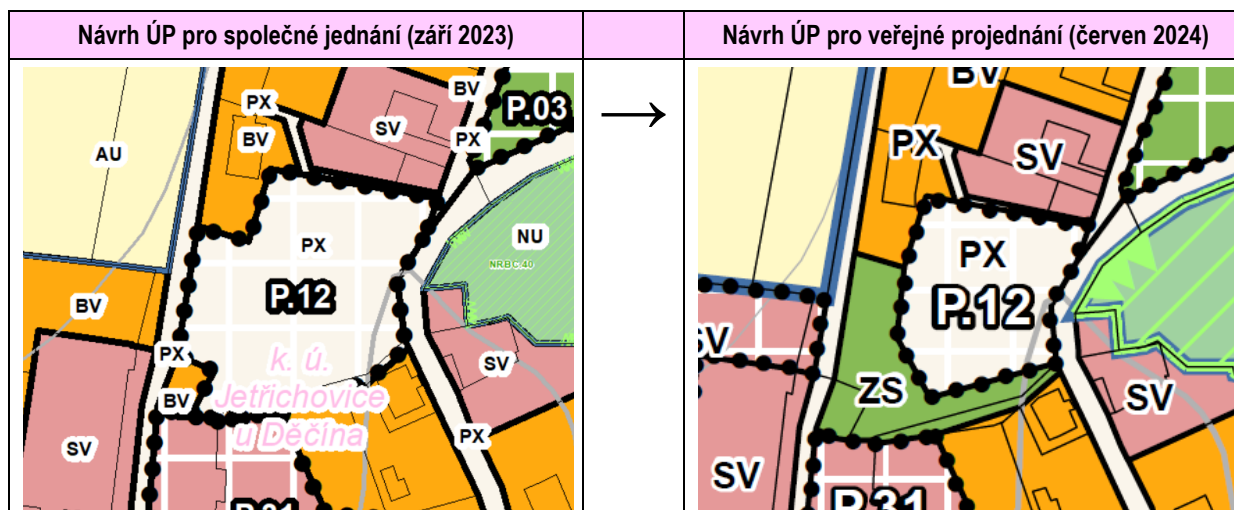 Návrh ÚP pro společné jednání (září 2023)
→
Návrh ÚP pro veřejné projednání (červen 2024)
BV
PX
P.03
BV
SV
PX
AU
PX
NU
NRBC.40
P.12
BV
PX
SV
k. ú.
Jetřichovice
u Děčína
BV
SV
PX
BV
PX
SV
PX
P.12
SV
ZS
SV
SV
P.31